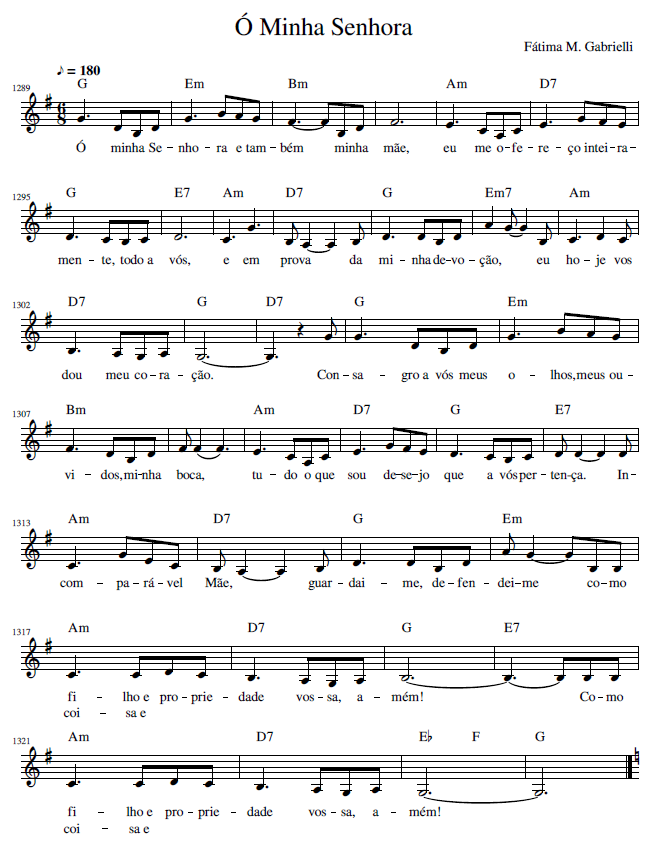 Ó Minha Senhora
Fátima M. Gabrielli
♪ = 180
G Em Bm Am D7
1289
6
8
Ó minha Se – nho – ra e tam – bém minha mãe, eu me o – fe – re – ço intei – ra –
G E7 Am D7 G Em7 Am
1295
men – te, todo a vós, e em prova da mi – nha de – vo – ção, eu ho – je vos
D7 G D7 G Em
1302
dou meu co – ra – ção. Con – sa – gro a vós meus o – lhos, meus ou –
Bm Am D7 G E7
1307
vi – dos, mi – nha boca, tu – do o que sou de – se – jo que a vós per – ten – ça. In –
Am D7 G Em
1313
com – pa – rá – vel Mãe, guar – dai – me, de – fen – dei – me co – mo
Am D7 G E7
1317
fi – lho e pro – prie – dade vos – sa, a – mém! Co – mo
coi – sa e
Am D7 E♭ F G
1321
fi – lho e pro – prie – dade vos – sa, a – mém!
coi – sa e